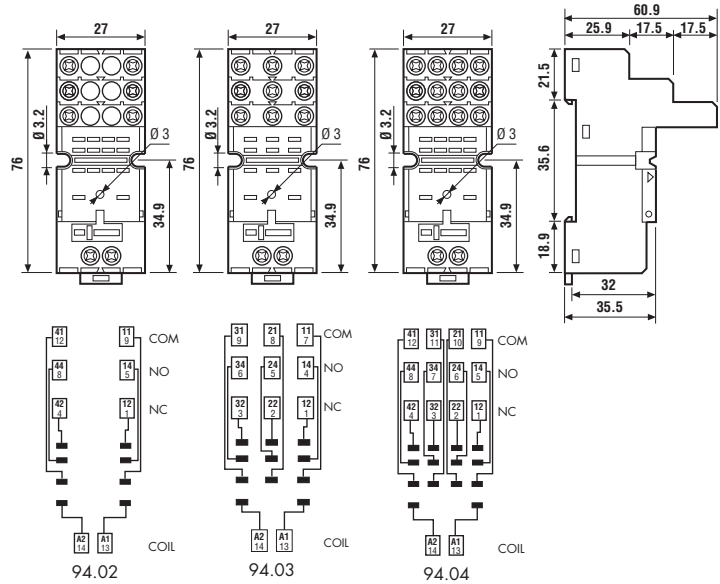 27
27
27
60.9
25.9 17.5 17.5
21.5
35.6
18.9
32
35.5
76
Ø 3.2
Ø 3
34.9
76
Ø 3.2
Ø 3
34.9
76
Ø 3.2
Ø 3
34.9
41 11
12 9
COM
44 14
8 5
NO
42 12
4 1
NC
A2 A1
14 13
COIL
94.02
31 21 11
9 8 7
COM
34 24 14
6 5 4
NO
32 22 12
3 2 1
NC
A2 A1
14 13
COIL
94.03
41 31 21 11
12 11 10 9
COM
44 34 24 14
8 7 6 5
NO
42 32 22 12
4 3 2 1
NC
A2 A1
14 13
COIL
94.04